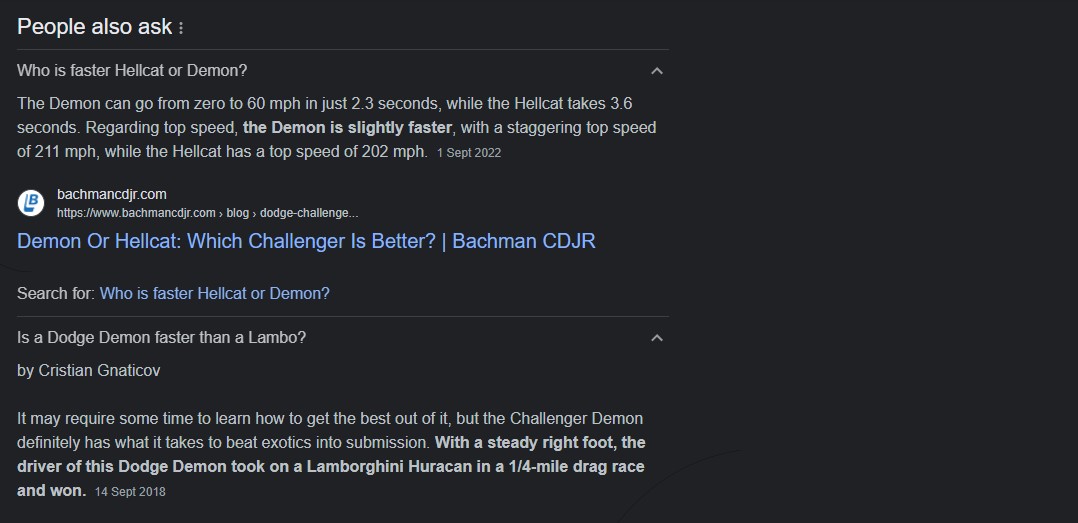 People also ask
Who is faster Hellcat or Demon?
The Demon can go from zero to 60 mph in just 2.3 seconds, while the Hellcat takes 3.6
seconds. Regarding top speed, the Demon is slightly faster, with a staggering top speed
of 211 mph, while the Hellcat has a top speed of 202 mph. 1 Sept 2022
B
bachmancdjr.com
https://www.bachmancdjr.com › blog › dodge-challenge...
Demon Or Hellcat: Which Challenger Is Better? | Bachman CDJR
Search for: Who is faster Hellcat or Demon?
Is a Dodge Demon faster than a Lambo?
by Cristian Gnaticov
It may require some time to learn how to get the best out of it, but the Challenger Demon
definitely has what it takes to beat exotics into submission. With a steady right foot, the
driver of this Dodge Demon took on a Lamborghini Huracan in a 1/4-mile drag race
and won. 14 Sept 2018